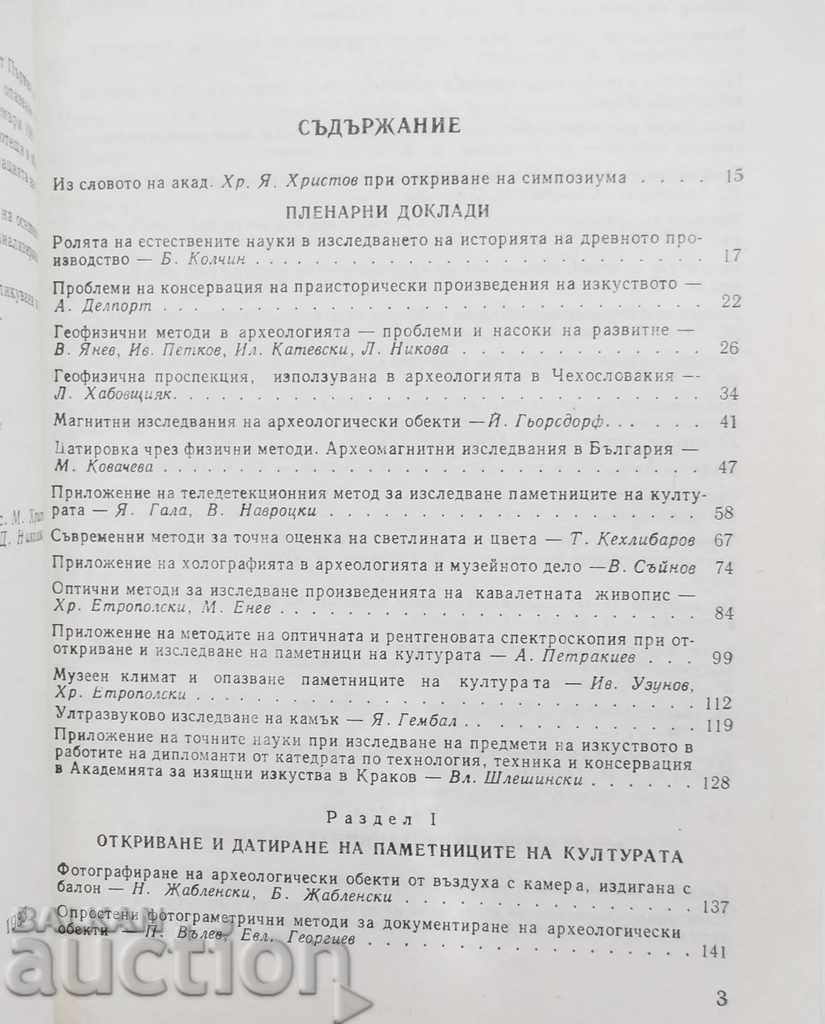 СЪДЪРЖАНИЕ
Из словото на акад. Хр. Я. Христов при откриване на симпозиума . . . . 15
ПЛЕНАРНИ ДОКЛАДИ
Ролята на естествените науки в изследването на историята на древното про-
изводство — Б. Колчин . . . . . . . . . . . . . . . . . . . . 17
Проблеми на консервация на праисторически произведения на изкуството —
А. Делпорт . . . . . . . . . . . . . . . . . . . . . . . . . 22
Геофизични методи в археологията — проблеми и насоки на развитие —
В. Янев, Ив. Петков, Ил. Катевски, Л. Никова . . . . . . . . . . . . 26
Геофизична проспекция, използувана в археологията в Чехословакия —
Л. Хабовщияк. . . . . . . . . . . . . . . . . . . . . . . . . 34
Магнитни изследвания на археологически обекти —Й. Гьорсдорф. . . . . . 41
Датировка чрез физични методи. Археомагнитни изследвания в България —
М. Ковачева . . . . . . . . . . . . . . . . . . . . . . . . . 47
Приложение на теледетекционния метод за изследване паметниците на култу-
рата — Я. Гала, В. Навроцки . . . . . . . . . . . . . . . . . . 58
Съвременни методи за точна оценка на светлината и цвета — Т. Кехлибаров 67
Приложение на холографията в археологията и музейното дело —В. Съйнов 74
Оптични методи за изследване произведенията на кавалетната живопис —
Хр. Етрополски, М. Енев . . . . . . . . . . . . . . . . . . . . 84
Приложение на методите на оптичната и рентгеновата спектроскопия при от-
откриване и изследване на паметници на културата — А. Петракиев . . . 99
Музеен климат и опазване паметниците на културата — Ив. Узунов,
Хр. Етрополски . . . . . . . . . . . . . . . . . . . . . . . . 112
Ултразвуково изследване на камък — Я. Гембал . . . . . . . . . . . . 119
Приложение на точните науки при изследване на предмети на изкуството в
работите на дипломанти от катедрата по технология, техника и консервация
в Академията за изящни изкуства в Краков — Вл. Шлешински . . . . . . 128
Раздел I
ОТКРИВАНЕ И ДАТИРАНЕ НА ПАМЕТНИЦИТЕ НА КУЛТУРАТА
Фотографиране на археологически обекти от въздуха с камера, издигана с
балон — Н. Жабленски, Б. Жабленски . . . . . . . . . . . . . . . 137
Опростени фотограметрични методи за документиране на археологически
обекти — П. Вълев, Евл. Георгиев . . . . . . . . . . . . . . . . 141
3
БАЛКАН
auction